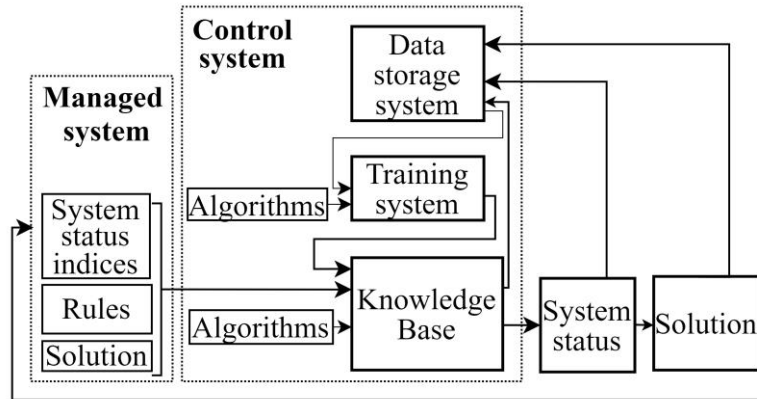 Control
system
Data
storage
system
Managed
system
Training
system
Algorithms
System
status
indices
Rules
Solution
Knowledge
Base
Algorithms
System
status
Solution